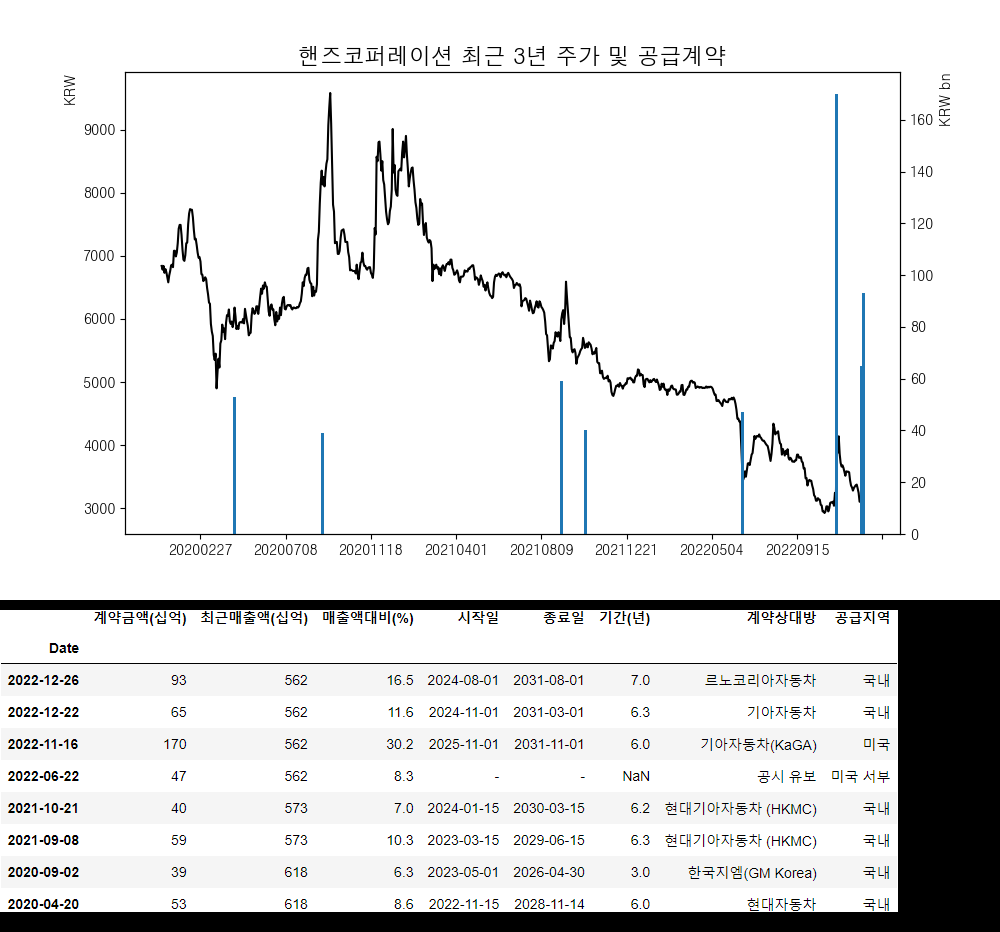 핸즈코퍼레이션 최근 3년 주가 및 공급계약
KRW
KRW bn
9000
8000
7000
6000
5000
4000
3000
160
140
120
100
80
60
40
20
0
20200227 20200708 20201118 20210401 20210809 20211221 20220504 20220915
계약금액(십억) 최근매출액(십억) 매출액대비(%) 시작일 종료일 기간(년) 계약상대방 공급지역
Date
2022-12-26 93 562 16.5 2024-08-01 2031-08-01 7.0 르노코리아자동차 국내
2022-12-22 65 562 11.6 2024-11-01 2031-03-01 6.3 기아자동차 국내
2022-11-16 170 562 30.2 2025-11-01 2031-11-01 6.0 기아자동차(KaGA) 미국
2022-06-22 47 562 8.3 - - NaN 공시 유보 미국 서부
2021-10-21 40 573 7.0 2024-01-15 2030-03-15 6.2 현대기아자동차 (HKMC) 국내
2021-09-08 59 573 10.3 2023-03-15 2029-06-15 6.3 현대기아자동차 (HKMC) 국내
2020-09-02 39 618 6.3 2023-05-01 2026-04-30 3.0 한국지엠(GM Korea) 국내
2020-04-20 53 618 8.6 2022-11-15 2028-11-14 6.0 현대자동차 국내